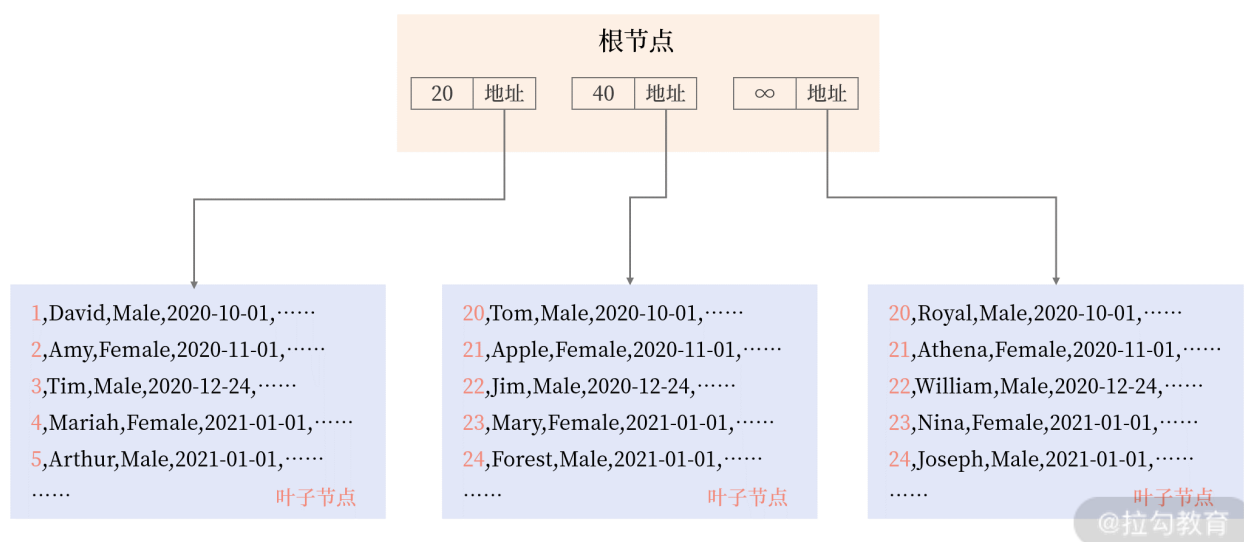 根节点
20 地址 40 地址 ∞ 地址
1,David,Male,2020-10-01,……
2,Amy,Female,2020-11-01,……
3,Tim,Male,2020-12-24,……
4,Mariah,Female,2021-01-01,……
5,Arthur,Male,2021-01-01,……
……
叶子节点
20,Tom,Male,2020-10-01,……
21,Apple,Female,2020-11-01,……
22,Jim,Male,2020-12-24,……
23,Mary,Female,2021-01-01,……
24,Forest,Male,2021-01-01,……
……
叶子节点
20,Royal,Male,2020-10-01,……
21,Athena,Female,2020-11-01,……
22,William,Male,2020-12-24,……
23,Nina,Female,2021-01-01,……
24,Joseph,Male,2021-01-01,……
……
叶子节点
@拉勾教育